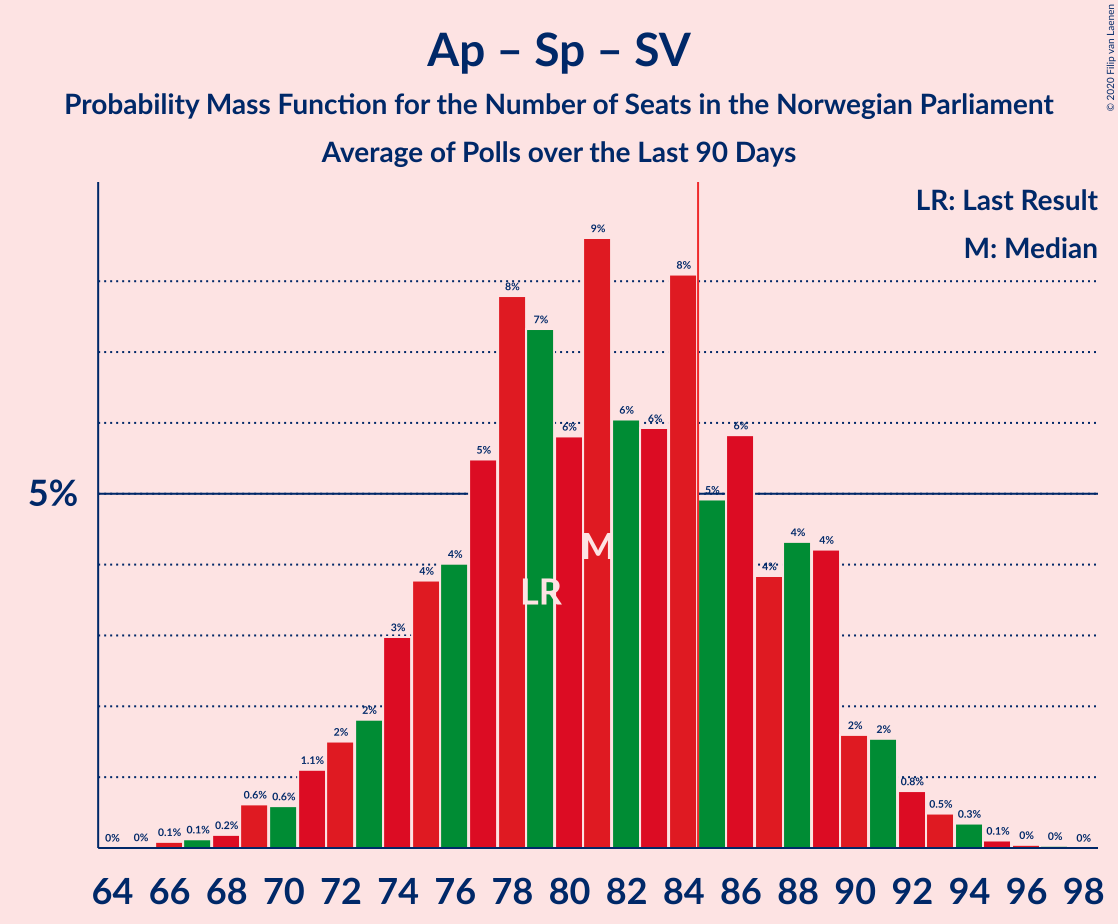 © 2020 Filip van Laenen
Ap – Sp – SV
Probability Mass Function for the Number of Seats in the Norwegian Parliament
Average of Polls over the Last 90 Days
LR: Last Result
M: Median
5%
0% 0% 0.1% 0.1% 0.2% 0.6% 0.6% 1.1% 2% 2% 3% 4% 4% 5% 8% 7% 6% 9% 6% 6% 8% 5% 6% 4% 4% 4% 2% 2% 0.8% 0.5% 0.3% 0.1% 0% 0% 0%
M
LR
64 66 68 70 72 74 76 78 80 82 84 86 88 90 92 94 96 98